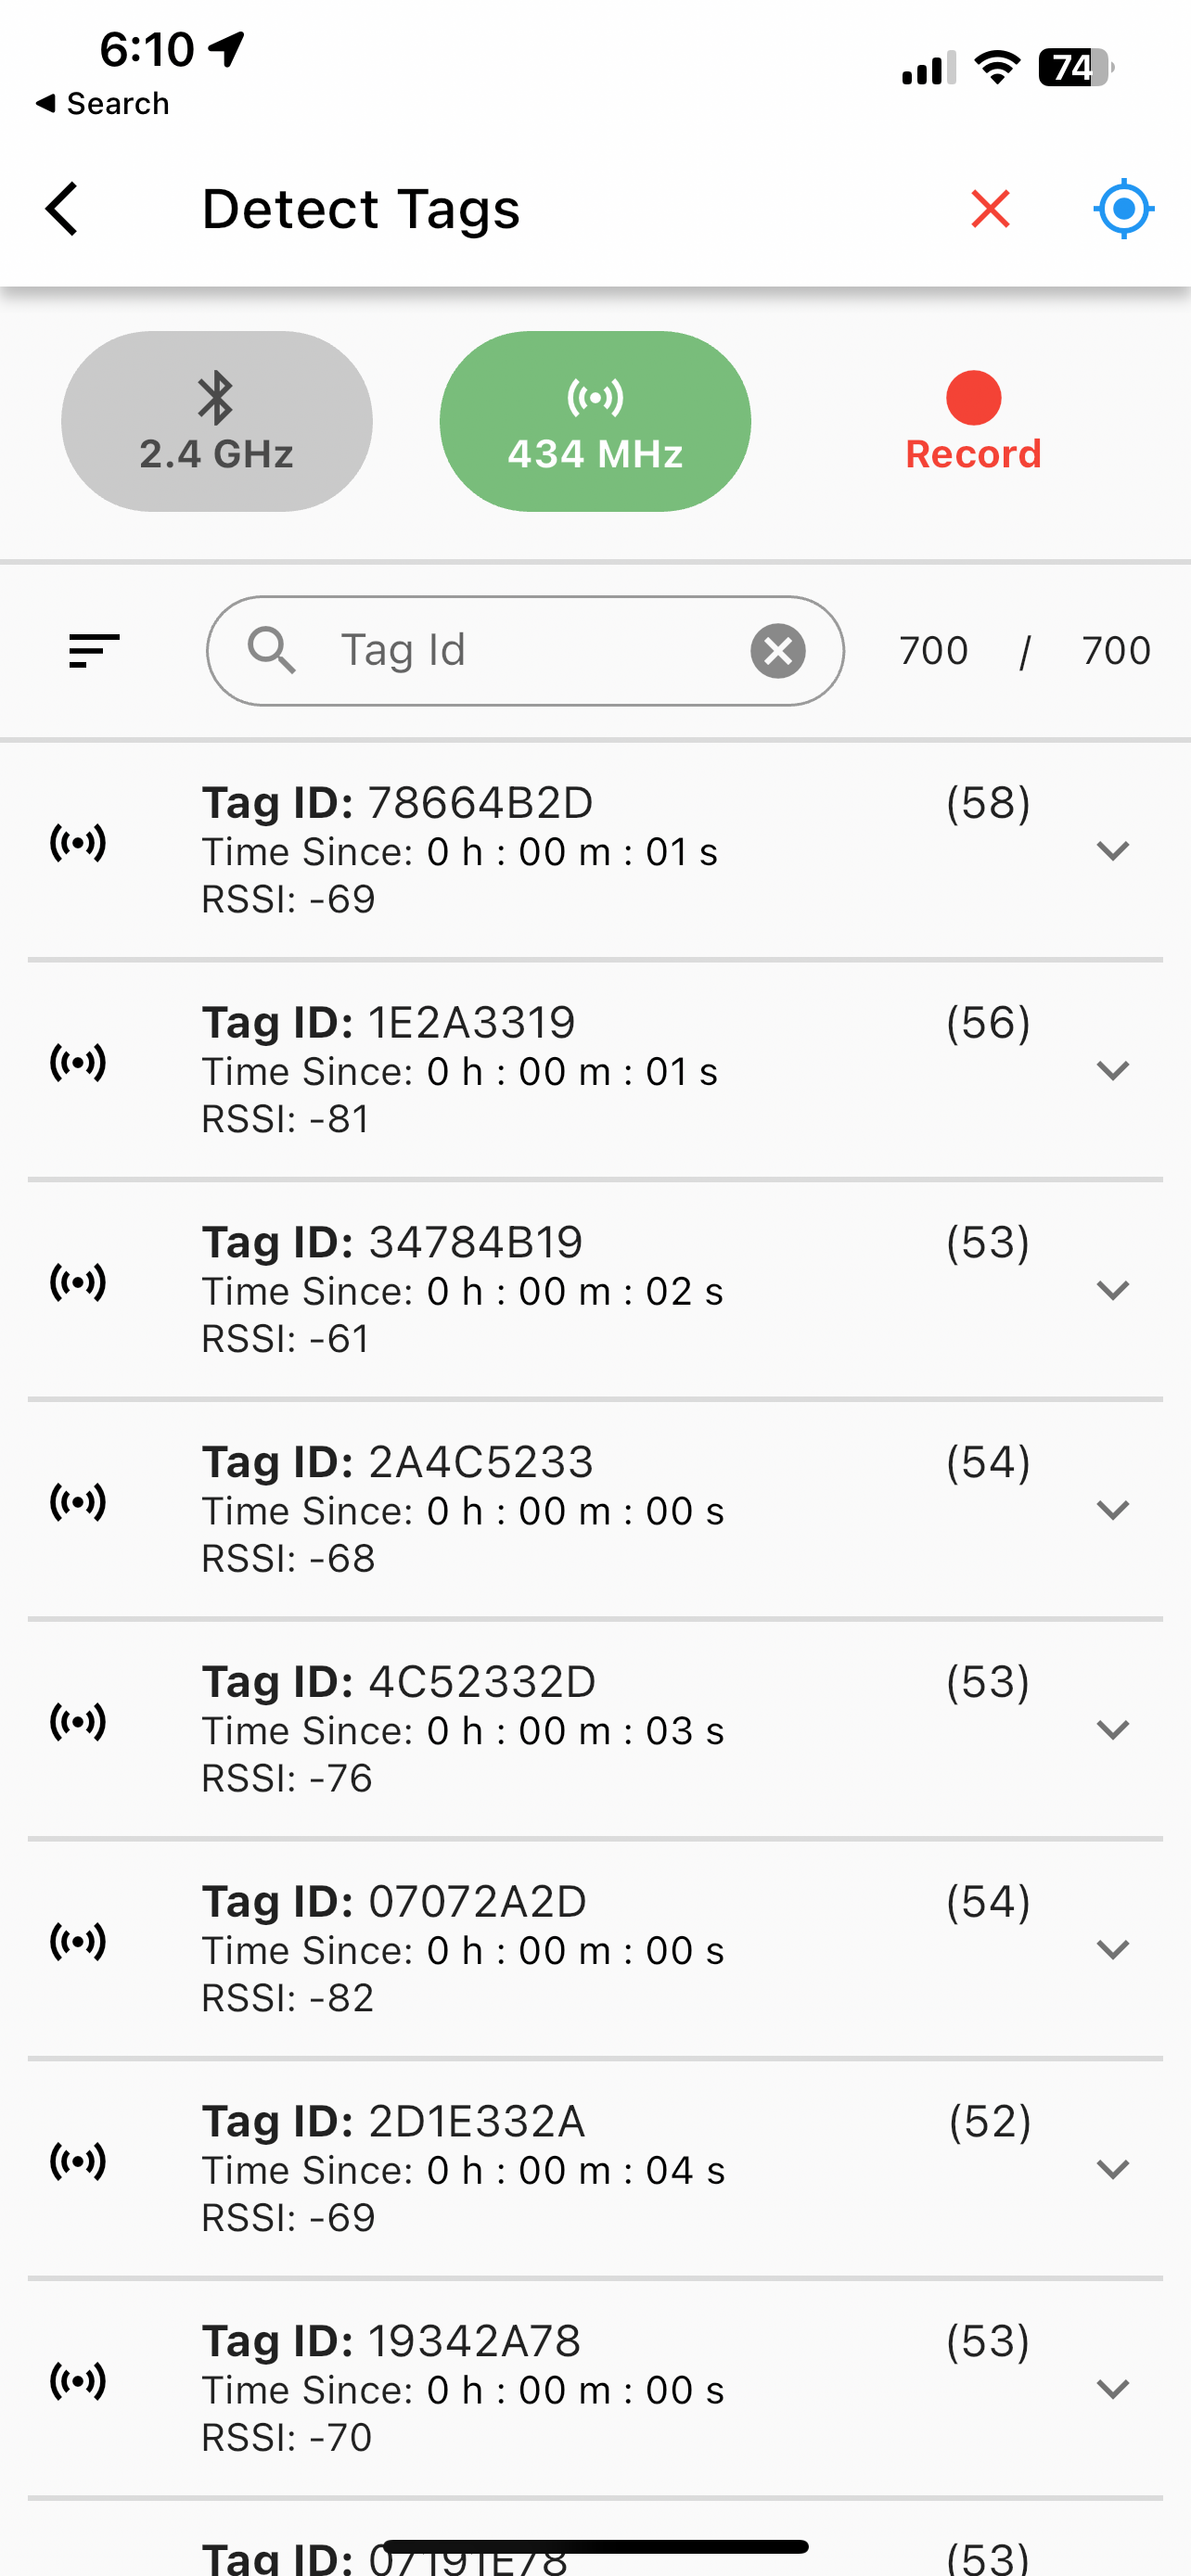 6:10
74
Search
Detect Tags
2.4 GHz
434 MHz
Record
Tag Id
700 / 700
Tag ID: 78664B2D (58)
Time Since: 0 h : 00 m : 01 s
RSSI: -69
Tag ID: 1E2A3319 (56)
Time Since: 0 h : 00 m : 01 s
RSSI: -81
Tag ID: 34784B19 (53)
Time Since: 0 h : 00 m : 02 s
RSSI: -61
Tag ID: 2A4C5233 (54)
Time Since: 0 h : 00 m : 00 s
RSSI: -68
Tag ID: 4C52332D (53)
Time Since: 0 h : 00 m : 03 s
RSSI: -76
Tag ID: 07072A2D (54)
Time Since: 0 h : 00 m : 00 s
RSSI: -82
Tag ID: 2D1E332A (52)
Time Since: 0 h : 00 m : 04 s
RSSI: -69
Tag ID: 19342A78 (53)
Time Since: 0 h : 00 m : 00 s
RSSI: -70
Tag ID: 07191E78 (53)